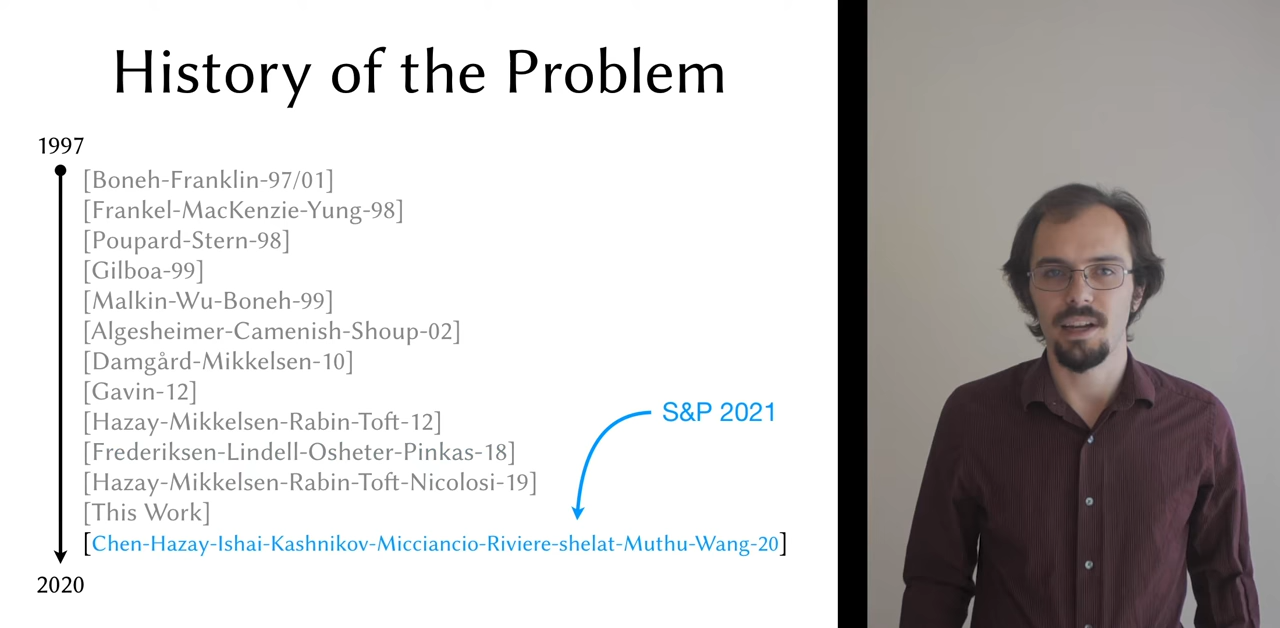 History of the Problem
1997
[Boneh-Franklin-97/01]
[Frankel-MacKenzie-Yung-98]
[Poupard-Stern-98]
[Gilboa-99]
[Malkin-Wu-Boneh-99]
[Algesheimer-Camenish-Shoup-02]
[Damgård-Mikkelsen-10]
[Gavin-12]
[Hazay-Mikkelsen-Rabin-Toft-12]
S&P 2021
[Frederiksen-Lindell-Osheter-Pinkas-18]
[Hazay-Mikkelsen-Rabin-Toft-Nicolosi-19]
[This Work]
[Chen-Hazay-Ishai-Kashnikov-Micciancio-Riviere-shelat-Muthu-Wang-20]
2020